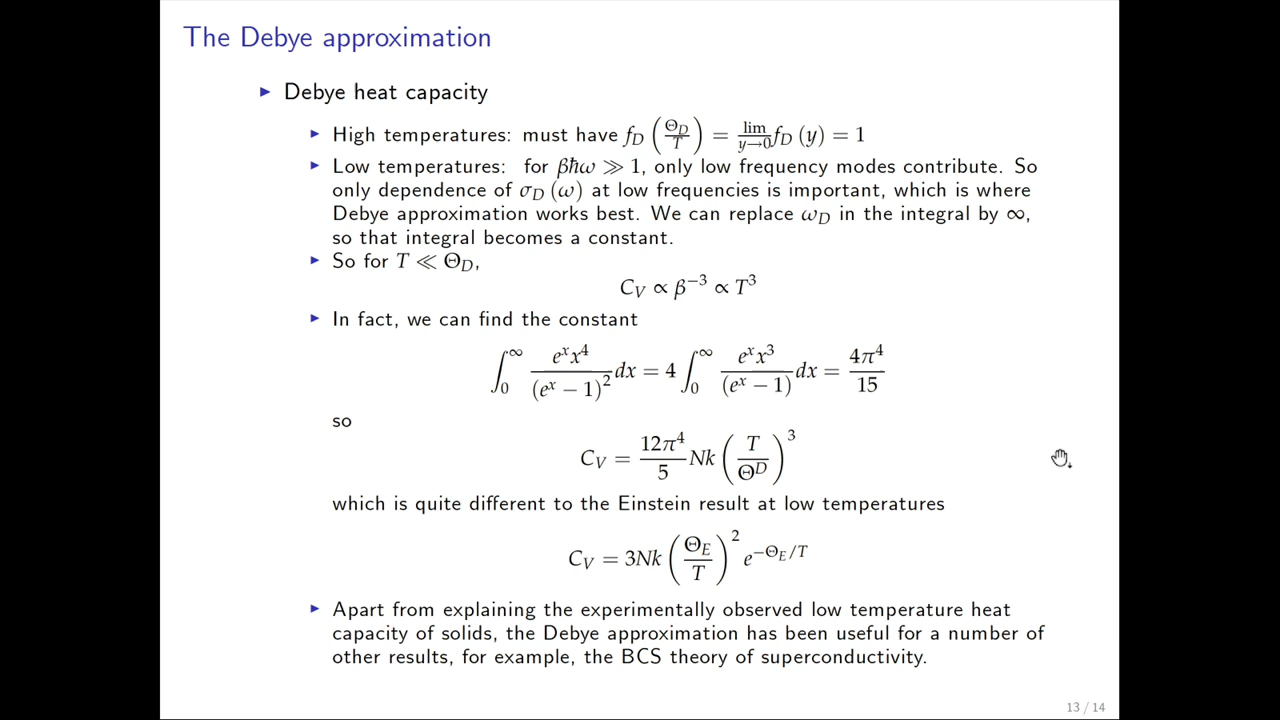 The Debye approximation
▶ Debye heat capacity
▶ High temperatures: must have f_D (Θ_D/T) = lim_{y→0} f_D (y) = 1
▶ Low temperatures: for βħω ≫ 1, only low frequency modes contribute. So
only dependence of σ_D (ω) at low frequencies is important, which is where
Debye approximation works best. We can replace ω_D in the integral by ∞,
so that integral becomes a constant.
▶ So for T ≪ Θ_D,
C_V ∝ β^{−3} ∝ T^3
▶ In fact, we can find the constant
∫_0^∞ e^x x^4/(e^x − 1)^2 dx = 4 ∫_0^∞ e^x x^3/(e^x − 1) dx = 4π^4/15
so
C_V = 12π^4/5 Nk (T/Θ^D)^3
which is quite different to the Einstein result at low temperatures
C_V = 3Nk (Θ_E/T)^2 e^{−Θ_E/T}
▶ Apart from explaining the experimentally observed low temperature heat
capacity of solids, the Debye approximation has been useful for a number of
other results, for example, the BCS theory of superconductivity.
13 / 14